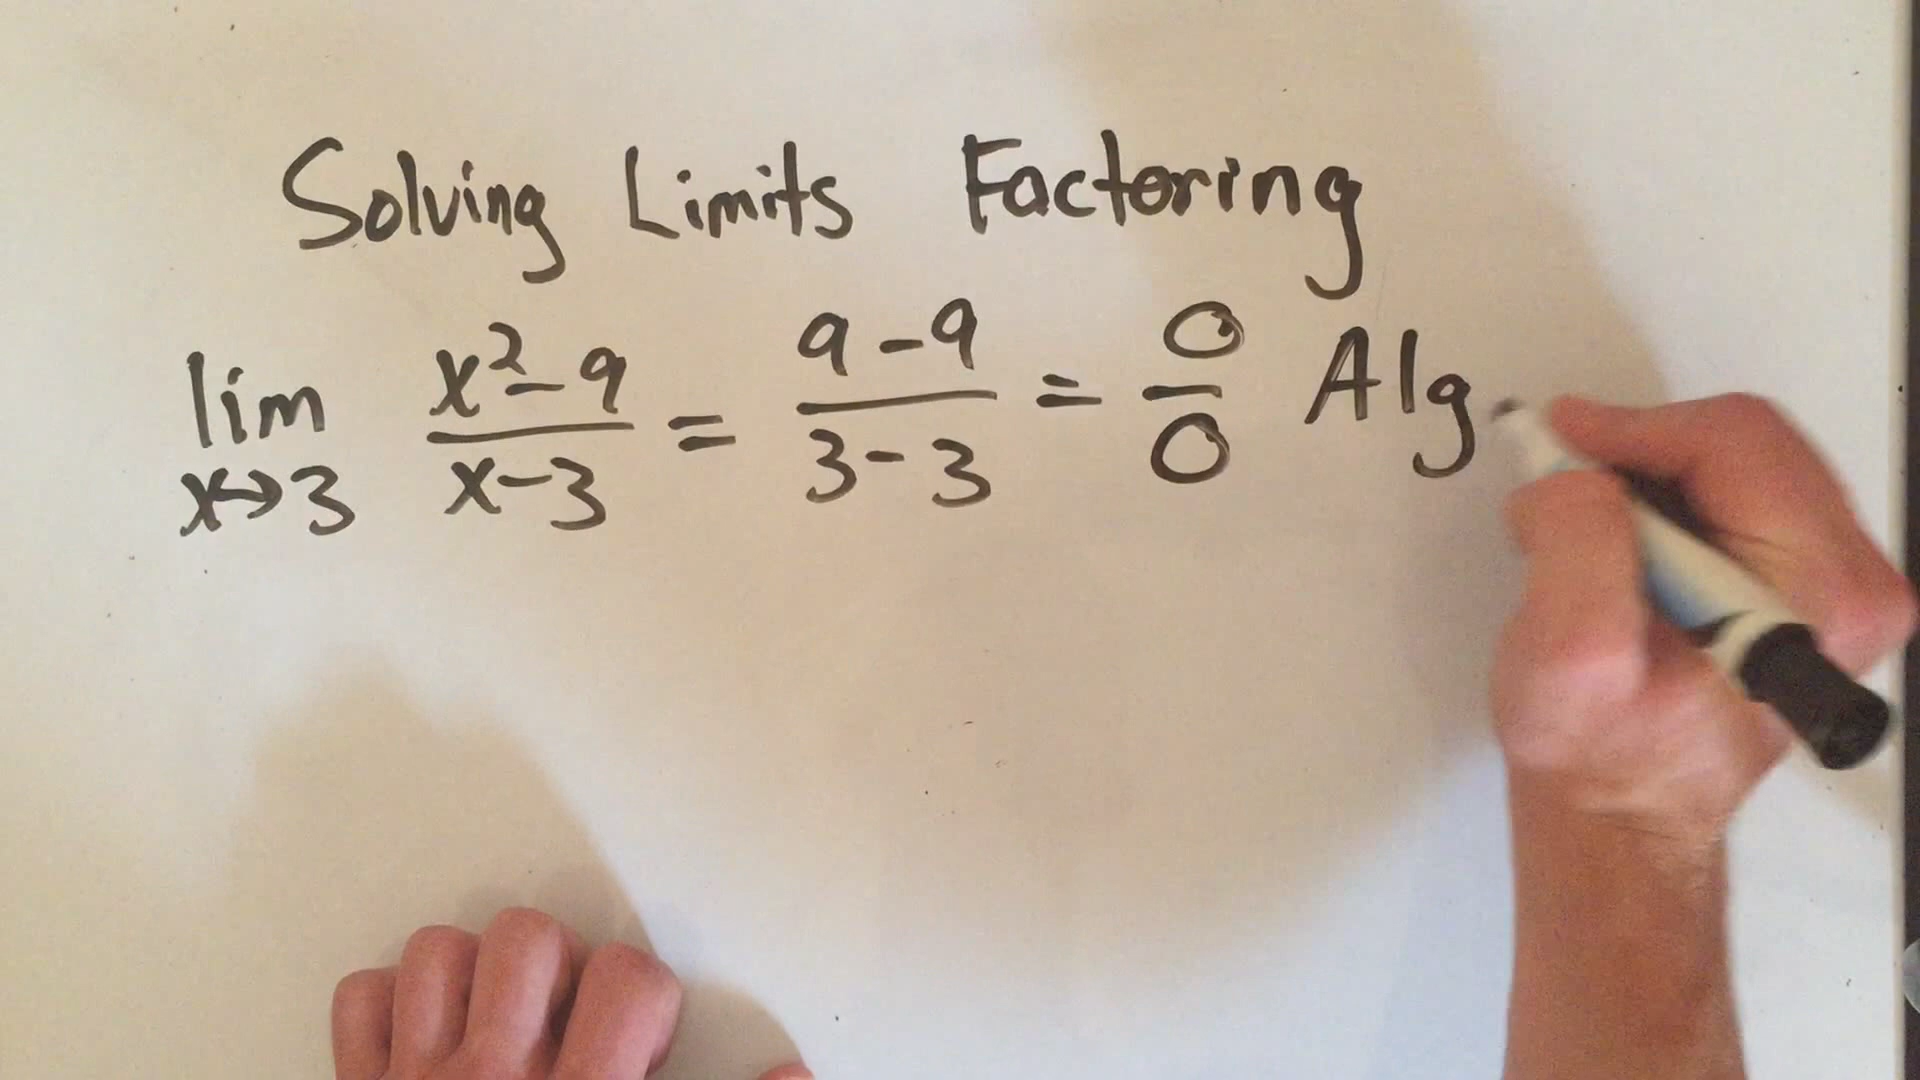 Solving Limits Factoring
lim x→3 x²-9 / x-3 = 9-9 / 3-3 = 0/0 Alg